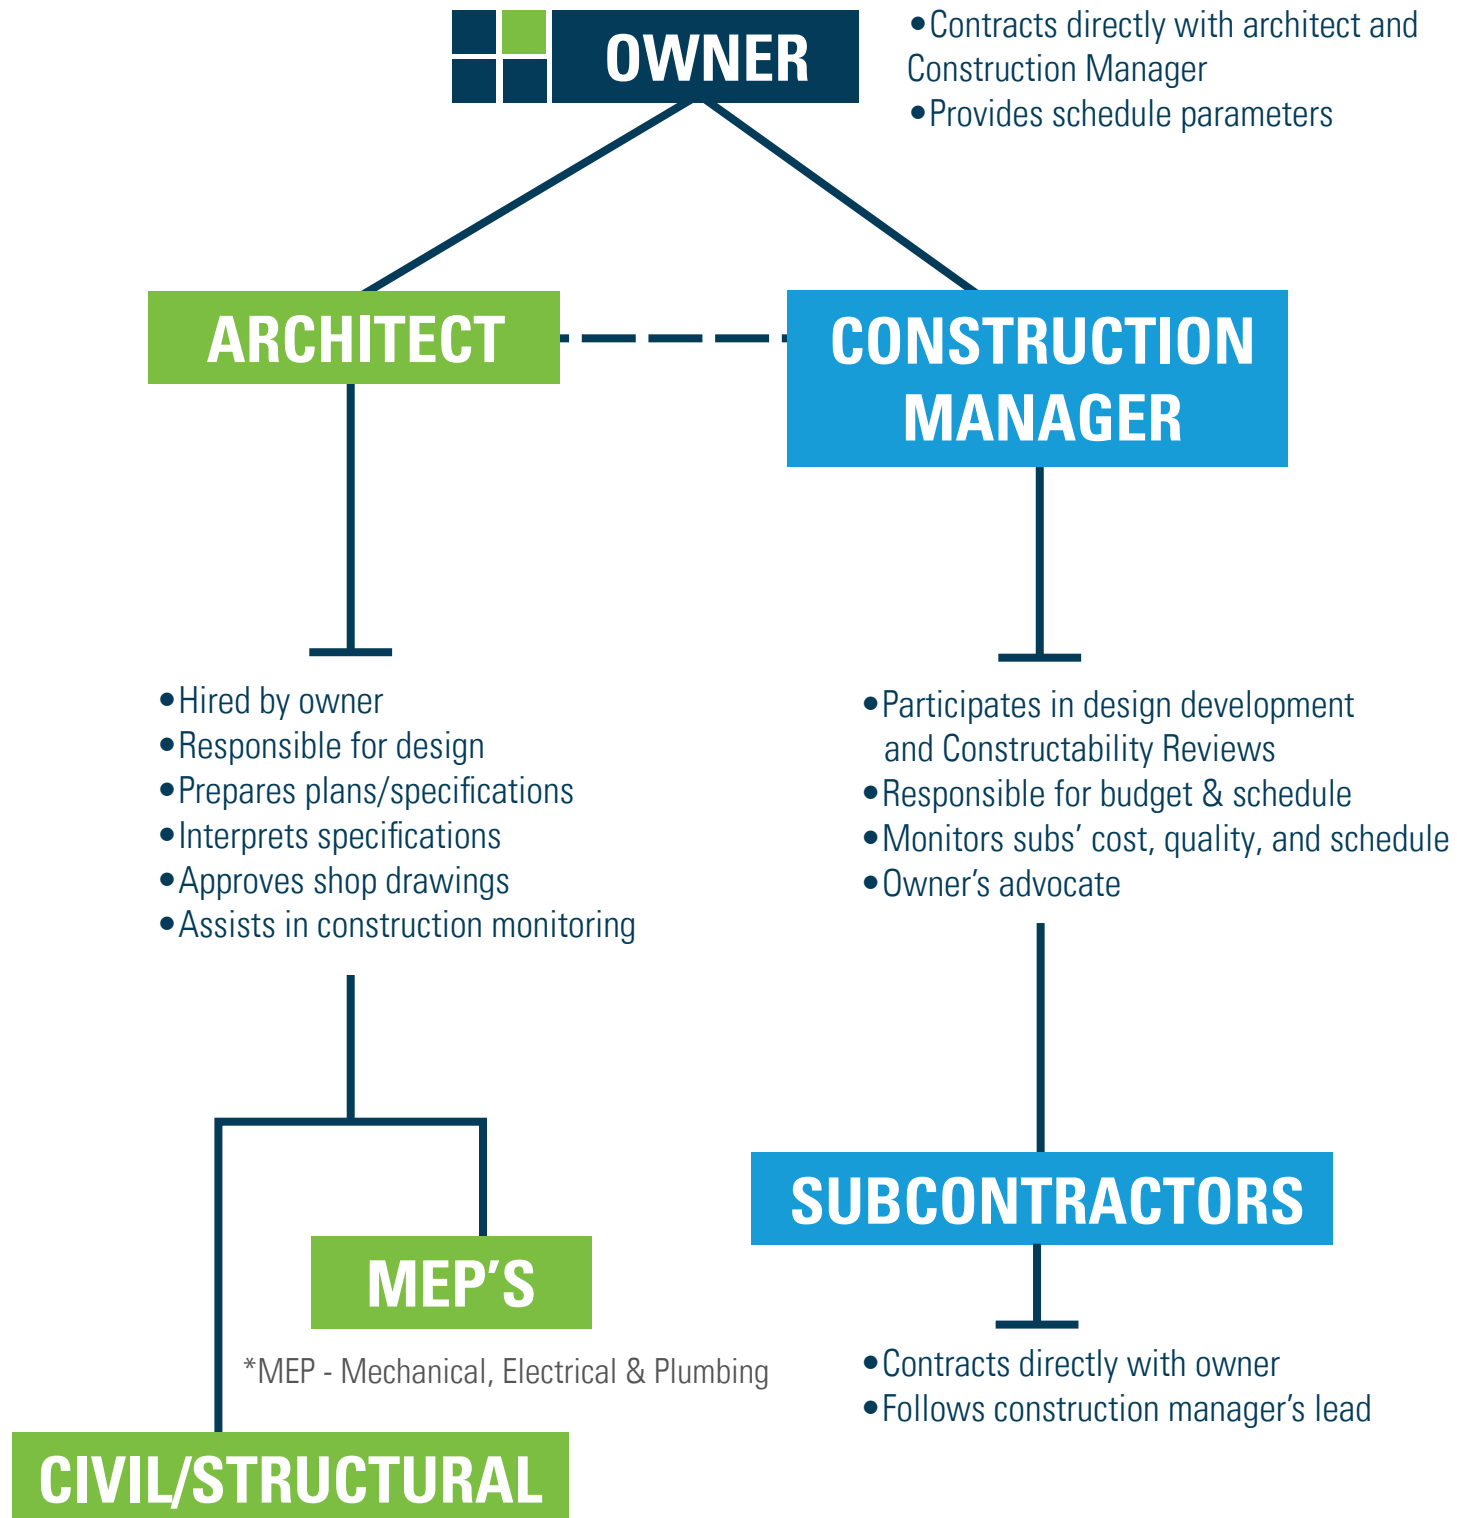 OWNER
•Contracts directly with architect and
Construction Manager
•Provides schedule parameters
ARCHITECT
CONSTRUCTION
MANAGER
•Hired by owner
•Responsible for design
•Prepares plans/specifications
•Interprets specifications
•Approves shop drawings
•Assists in construction monitoring
•Participates in design development
and Constructability Reviews
•Responsible for budget & schedule
•Monitors subs’ cost, quality, and schedule
•Owner’s advocate
MEP’S
*MEP - Mechanical, Electrical & Plumbing
CIVIL/STRUCTURAL
SUBCONTRACTORS
•Contracts directly with owner
•Follows construction manager’s lead